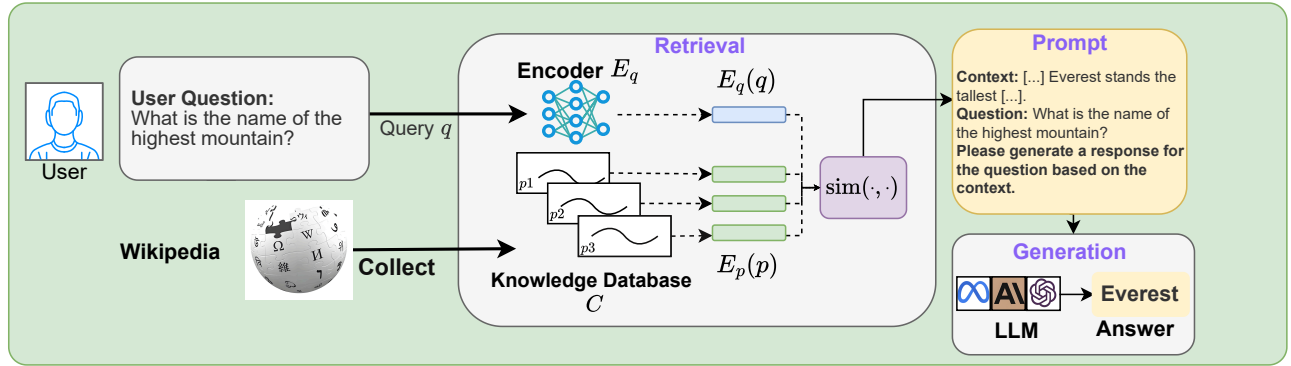 User
User Question:
What is the name of the
highest mountain?
Query q
Wikipedia
Ω
W
И
維
Collect
Retrieval
Encoder E_q
E_q(q)
p1
p2
p3
E_p(p)
Knowledge Database
C
sim(·,·)
Prompt
Context: [...] Everest stands the
tallest [...].
Question: What is the name of
the highest mountain?
Please generate a response for
the question based on the
context.
Generation
LLM
Everest
Answer